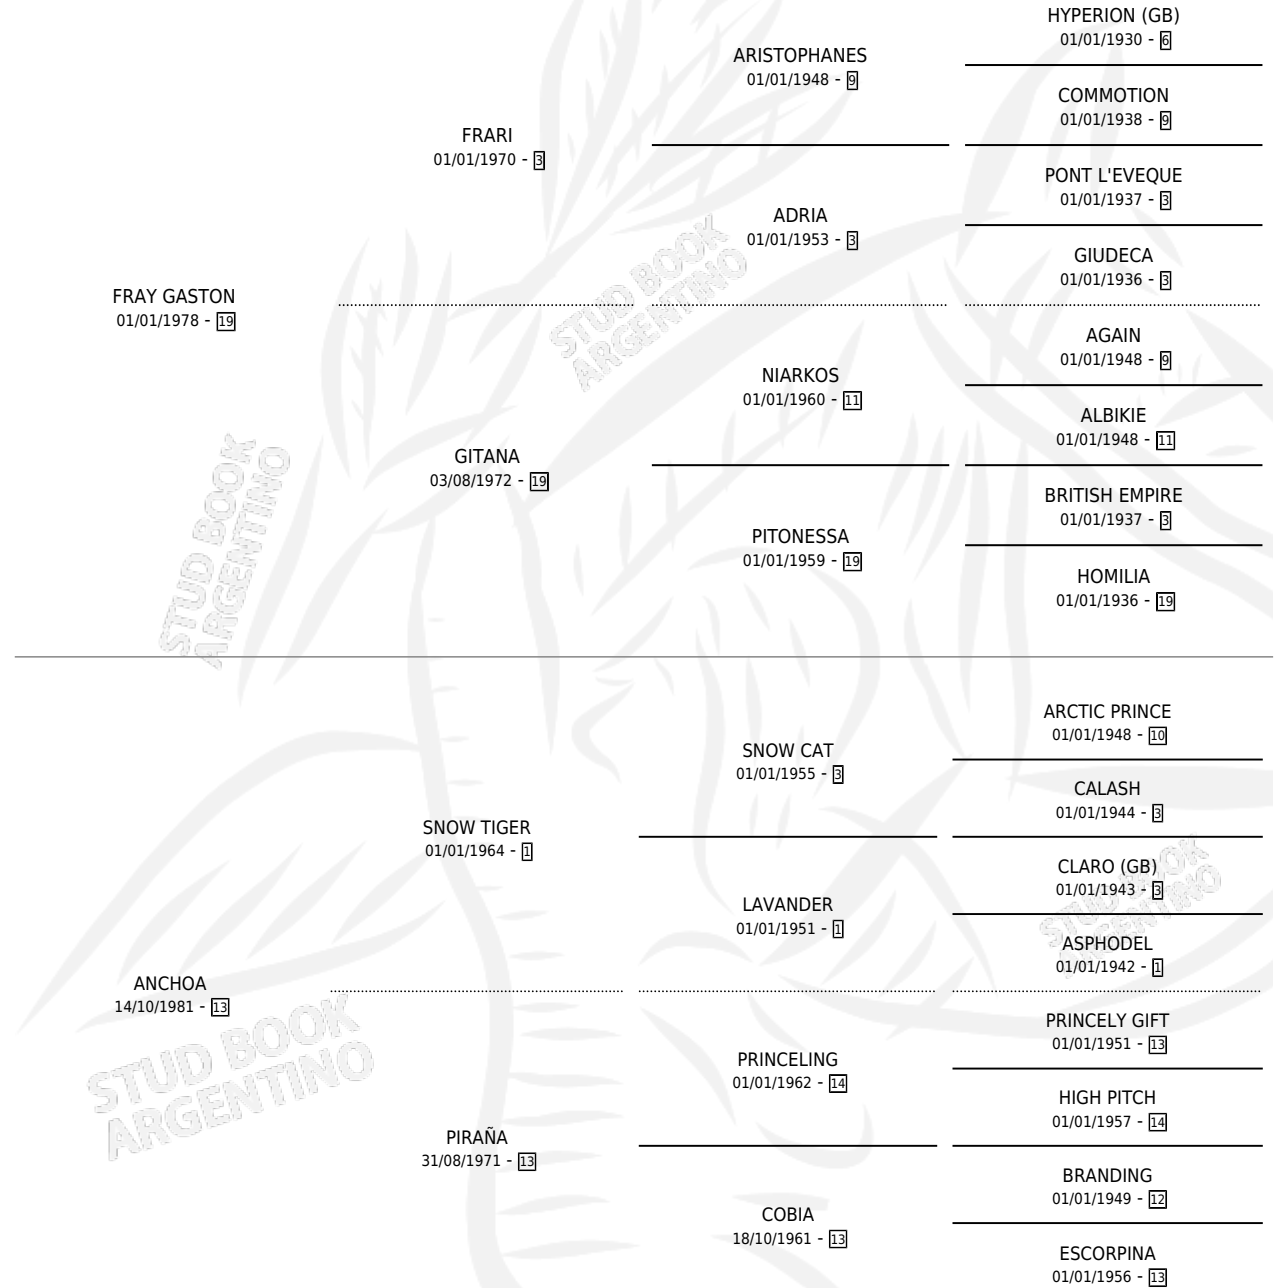 HYPERION (GB)
01/01/1930 - 6
ARISTOPHANES
01/01/1948 - 9
COMMOTION
01/01/1938 - 9
FRARI
01/01/1970 - 3
PONT L'EVEQUE
01/01/1937 - 3
ADRIA
01/01/1953 - 3
GIUDECA
01/01/1936 - 3
FRAY GASTON
01/01/1978 - 19
AGAIN
01/01/1948 - 9
NIARKOS
01/01/1960 - 11
ALBIKIE
01/01/1948 - 11
GITANA
03/08/1972 - 19
BRITISH EMPIRE
01/01/1937 - 3
PITONESSA
01/01/1959 - 19
HOMILIA
01/01/1936 - 19
ARCTIC PRINCE
01/01/1948 - 10
SNOW CAT
01/01/1955 - 3
CALASH
01/01/1944 - 3
SNOW TIGER
01/01/1964 - 1
CLARO (GB)
01/01/1943 - 3
LAVANDER
01/01/1951 - 1
ASPHODEL
01/01/1942 - 1
ANCHOA
14/10/1981 - 13
PRINCELY GIFT
01/01/1951 - 13
PRINCELING
01/01/1962 - 14
HIGH PITCH
01/01/1957 - 14
PIRAÑA
31/08/1971 - 13
BRANDING
01/01/1949 - 12
COBIA
18/10/1961 - 13
ESCORPINA
01/01/1956 - 13
STUD BOOK
ARGENTINO
STUD BOOK
ARGENTINO
STUD BOOK
ARGENTINO
STUD BOOK
ARGENTINO